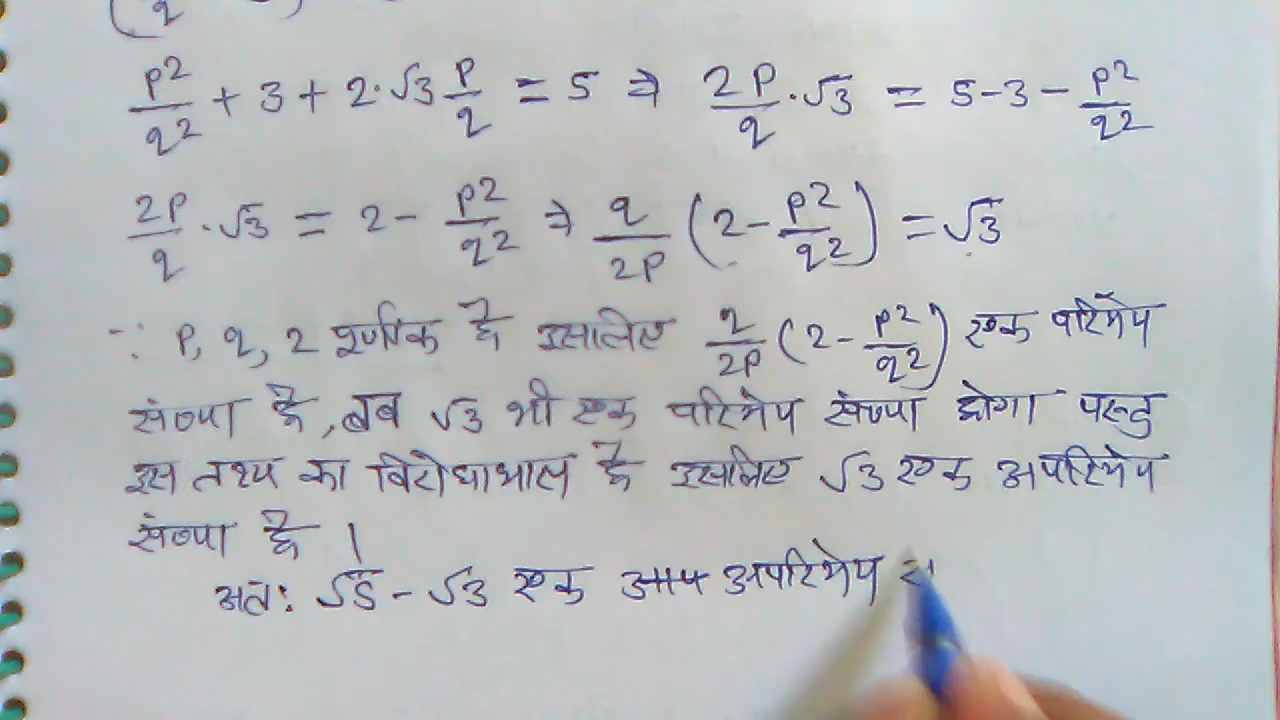 p²/q² + 3 + 2·√3 p/q = 5 ⇒ 2p/q · √3 = 5 - 3 - p²/q²
2p/q · √3 = 2 - p²/q² ⇒ q/2p (2 - p²/q²) = √3
∵ p, q, 2 पूर्णांक है इसलिए q/2p (2 - p²/q²) एक परिमेय
संख्या है, तब √3 भी एक परिमेय संख्या होगा परन्तु
इस तथ्य का विरोधाभास है इसलिए √3 एक अपरिमेय
संख्या है ।
अतः √5 - √3 एक अपरिमेय